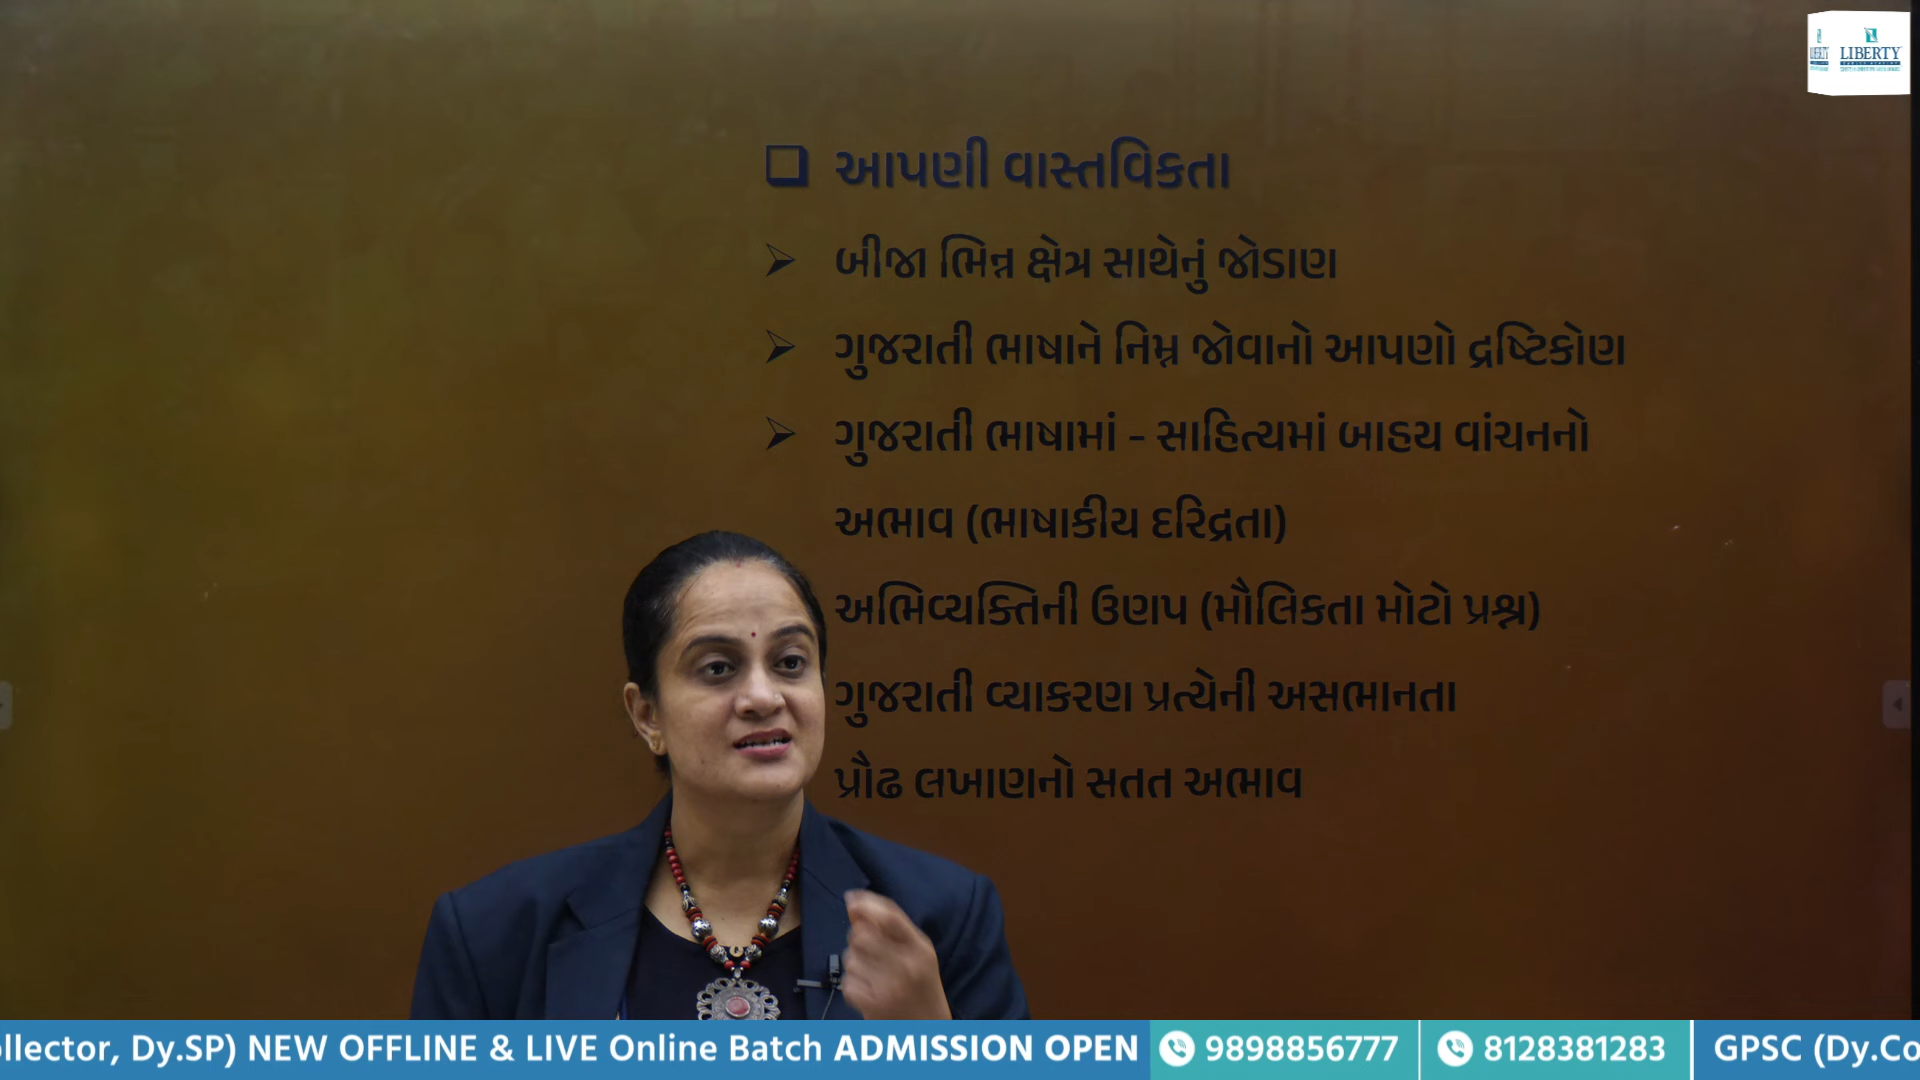 LIBERTY
❑ આપણી વાસ્તવિકતા
➢ બીજા ભિન્ન ક્ષેત્ર સાથેનું જોડાણ
➢ ગુજરાતી ભાષાને નિમ્ન જોવાનો આપણો દ્રષ્ટિકોણ
➢ ગુજરાતી ભાષામાં - સાહિત્યમાં બાહ્ય વાંચનનો
અભાવ (ભાષાકીય દરિદ્રતા)
અભિવ્યક્તિની ઉણપ (મૌલિકતા મોટો પ્રશ્ન)
ગુજરાતી વ્યાકરણ પ્રત્યેની અસભાનતા
પ્રૌઢ લખાણનો સતત અભાવ
ollector, Dy.SP) NEW OFFLINE & LIVE Online Batch ADMISSION OPEN 9898856777 8128381283 GPSC (Dy.Co